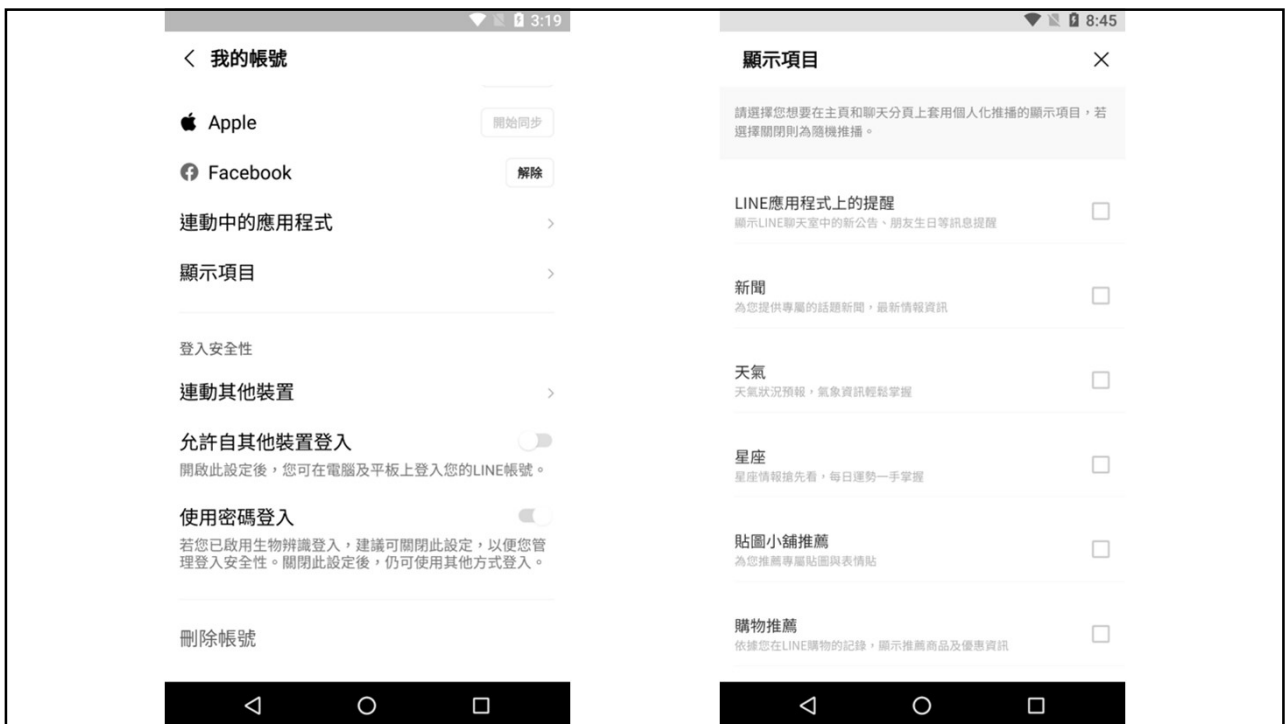 3:19
我的帳號
Apple
開始同步
Facebook
解除
連動中的應用程式
顯示項目
登入安全性
連動其他裝置
允許自其他裝置登入
開啟此設定後，您可在電腦及平板上登入您的LINE帳號。
使用密碼登入
若您已啟用生物辨識登入，建議可關閉此設定，以便您管
理登入安全性。關閉此設定後，仍可使用其他方式登入。
刪除帳號
8:45
顯示項目
請選擇您想要在主頁和聊天分頁上套用個人化推播的顯示項目，若
選擇關閉則為隨機推播。
LINE應用程式上的提醒
顯示LINE聊天室中的新公告、朋友生日等訊息提醒
新聞
為您提供專屬的話題新聞，最新情報資訊
天氣
天氣狀況預報，氣象資訊輕鬆掌握
星座
星座情報搶先看，每日運勢一手掌握
貼圖小舖推薦
為您推薦專屬貼圖與表情貼
購物推薦
依據您在LINE購物的記錄，顯示推薦商品及優惠資訊